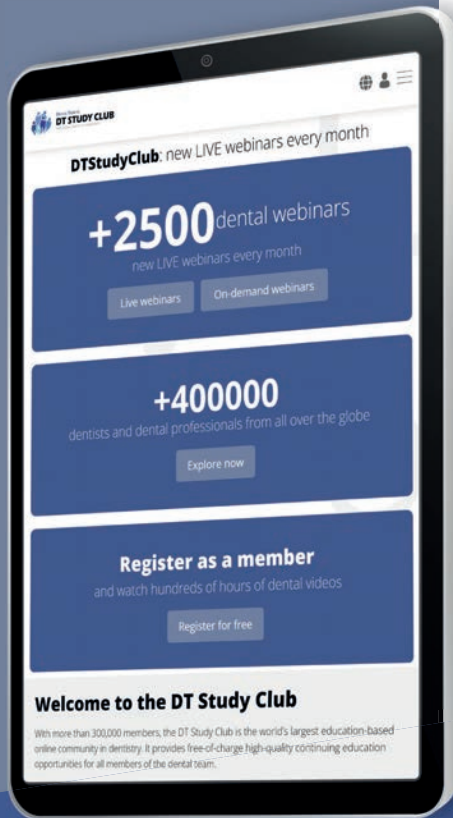 DT STUDY CLUB
DTStudyClub: new LIVE webinars every month
+2500 dental webinars
new LIVE webinars every month
Live webinars
On-demand webinars
+400000
dentists and dental professionals from all over the globe
Explore now
Register as a member
and watch hundreds of hours of dental videos
Register for free
Welcome to the DT Study Club
With more than 300,000 members, the DT Study Club is the world's largest education-based
online community in dentistry. It provides free-of-charge high-quality continuing education
opportunities for all members of the dental team.